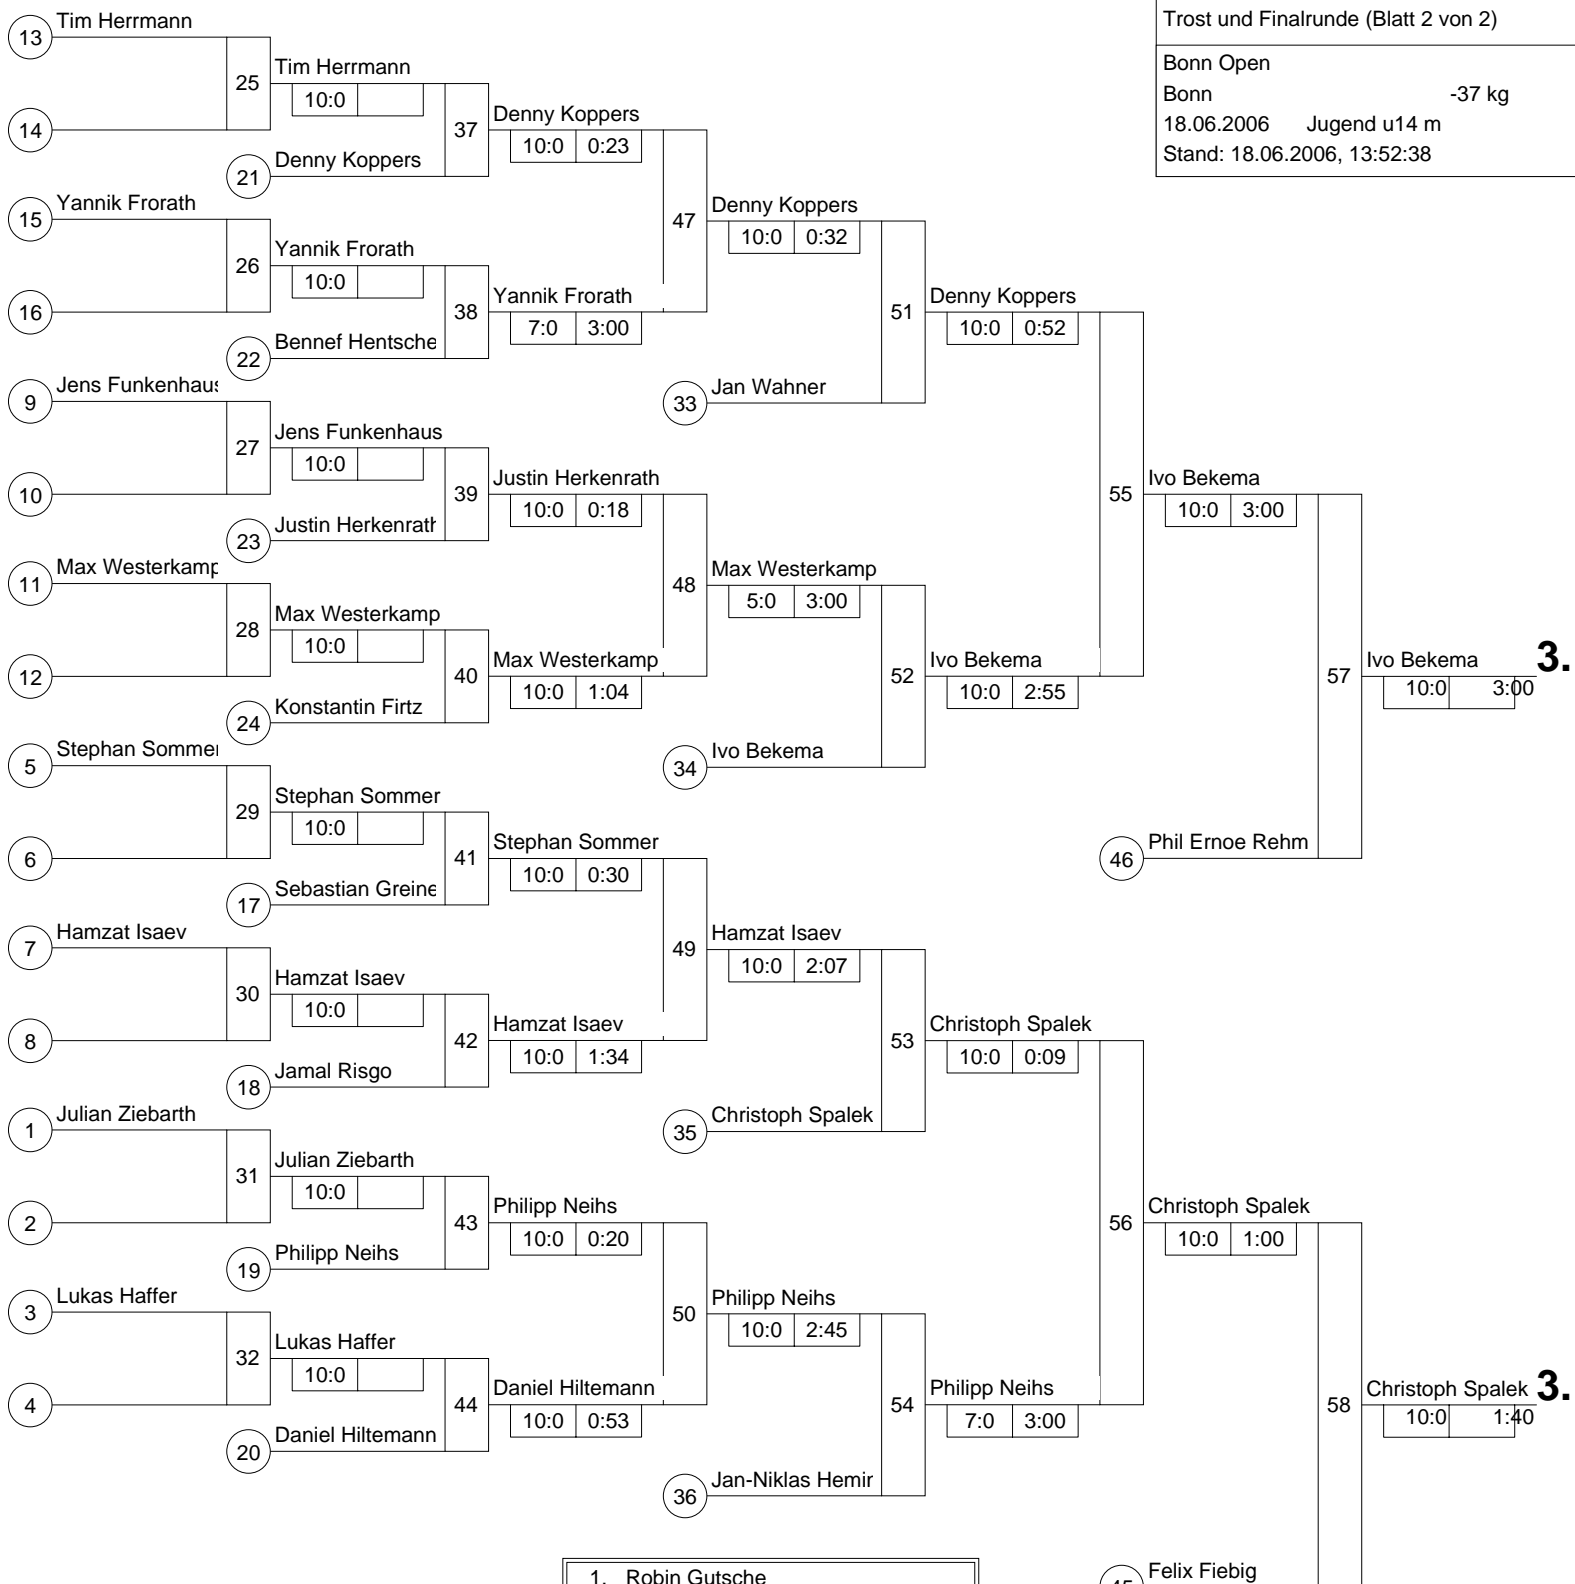 Trost und Finalrunde (Blatt 2 von 2)
Bonn Open
Bonn -37 kg
18.06.2006 Jugend u14 m
Stand: 18.06.2006, 13:52:38
13 Tim Herrmann
25 Tim Herrmann
10:0
14
37 Denny Koppers
10:0 0:23
21 Denny Koppers
15 Yannik Frorath
47 Denny Koppers
10:0 0:32
26 Yannik Frorath
10:0
16
38 Yannik Frorath
7:0 3:00
22 Bennef Hentsche
51 Denny Koppers
10:0 0:52
33 Jan Wahner
9 Jens Funkenhaus
27 Jens Funkenhaus
10:0
10
39 Justin Herkenrath
10:0 0:18
23 Justin Herkenrath
55 Ivo Bekema
10:0 3:00
11 Max Westerkamp
48 Max Westerkamp
5:0 3:00
28 Max Westerkamp
10:0
12
40 Max Westerkamp
10:0 1:04
24 Konstantin Firtz
52 Ivo Bekema
10:0 2:55
34 Ivo Bekema
57 Ivo Bekema 3.
10:0 3:00
46 Phil Ernoe Rehm
5 Stephan Sommer
29 Stephan Sommer
10:0
6
41 Stephan Sommer
10:0 0:30
17 Sebastian Greine
7 Hamzat Isaev
49 Hamzat Isaev
10:0 2:07
30 Hamzat Isaev
10:0
8
42 Hamzat Isaev
10:0 1:34
18 Jamal Risgo
53 Christoph Spalek
10:0 0:09
35 Christoph Spalek
1 Julian Ziebarth
31 Julian Ziebarth
10:0
2
43 Philipp Neihs
10:0 0:20
19 Philipp Neihs
56 Christoph Spalek
10:0 1:00
3 Lukas Haffer
50 Philipp Neihs
10:0 2:45
32 Lukas Haffer
10:0
4
44 Daniel Hiltemann
10:0 0:53
20 Daniel Hiltemann
54 Philipp Neihs
7:0 3:00
36 Jan-Niklas Hemin
58 Christoph Spalek 3.
10:0 1:40
45 Felix Fiebig
1. Robin Gutsche